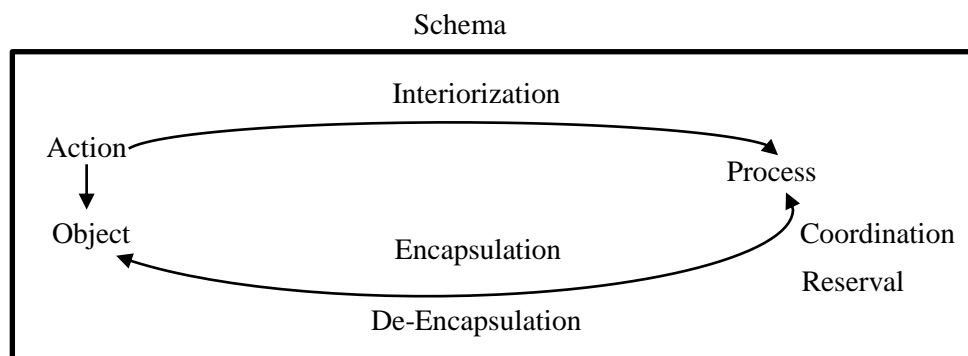 Schema
Interiorization
Action
Process
Object
Encapsulation
Coordination
Reserval
De-Encapsulation